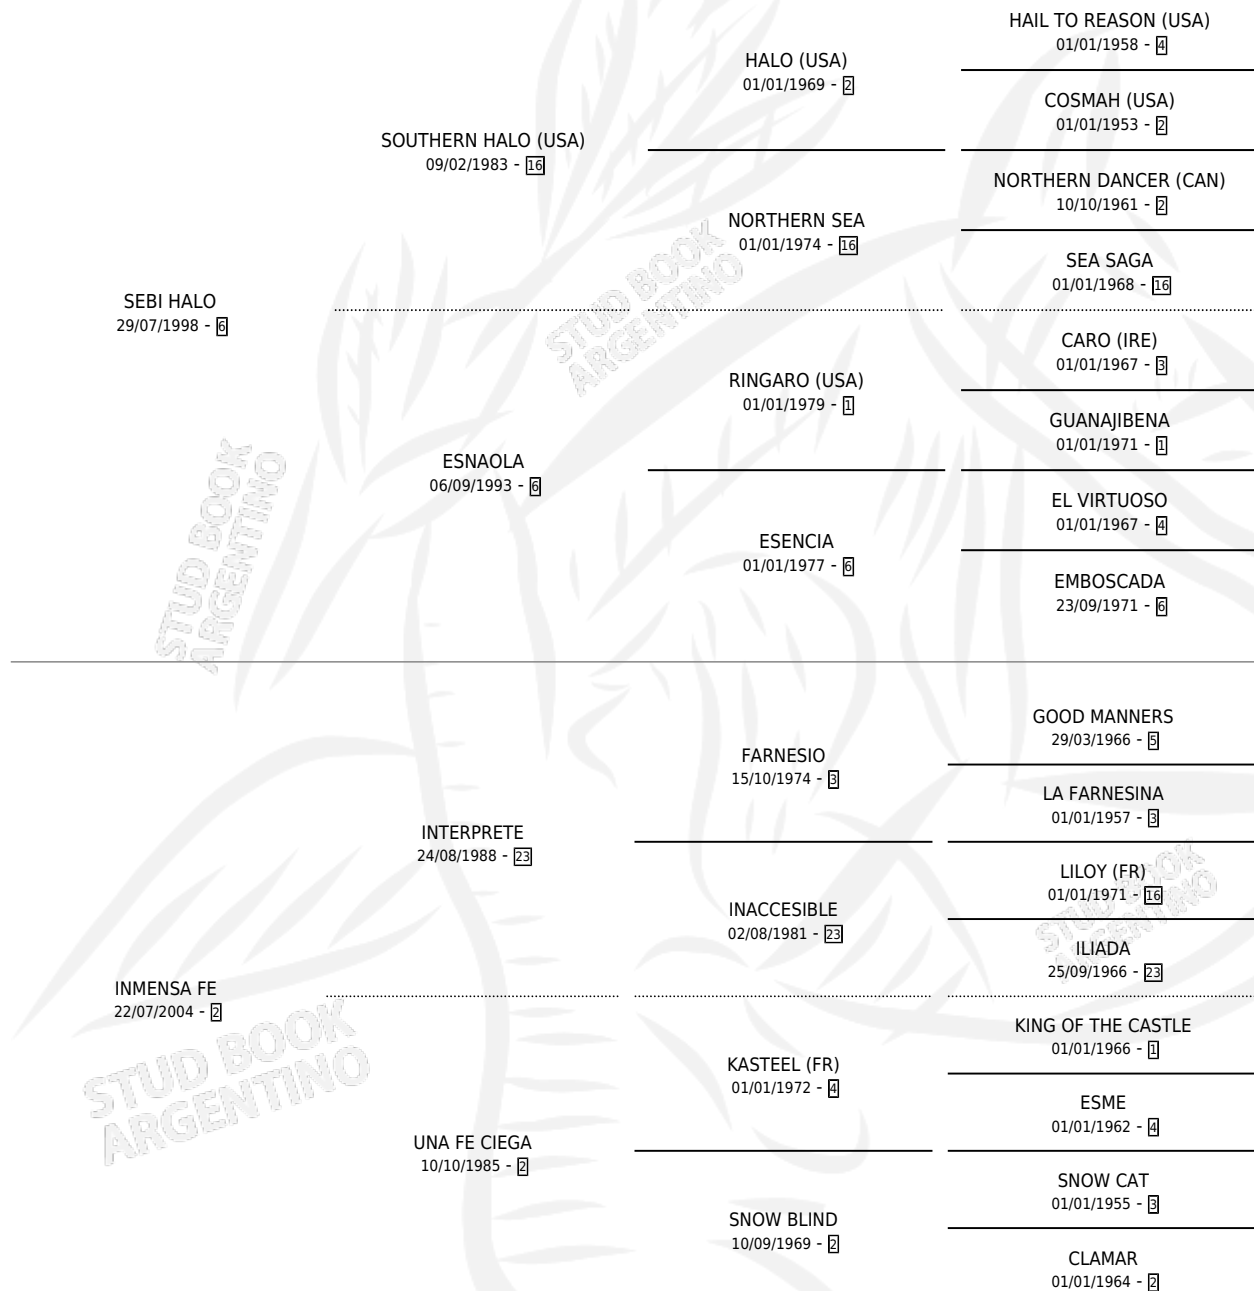 SEBI HALO
29/07/1998 - 6
SOUTHERN HALO (USA)
09/02/1983 - 16
HALO (USA)
01/01/1969 - 2
HAIL TO REASON (USA)
01/01/1958 - 4
COSMAH (USA)
01/01/1953 - 2
NORTHERN SEA
01/01/1974 - 16
NORTHERN DANCER (CAN)
10/10/1961 - 2
SEA SAGA
01/01/1968 - 16
ESNAOLA
06/09/1993 - 6
RINGARO (USA)
01/01/1979 - 1
CARO (IRE)
01/01/1967 - 3
GUANAJIBENA
01/01/1971 - 1
ESENCIA
01/01/1977 - 6
EL VIRTUOSO
01/01/1967 - 4
EMBOSCADA
23/09/1971 - 6
INMENSA FE
22/07/2004 - 2
INTERPRETE
24/08/1988 - 23
FARNESIO
15/10/1974 - 3
GOOD MANNERS
29/03/1966 - 5
LA FARNESINA
01/01/1957 - 3
INACCESIBLE
02/08/1981 - 23
LILOY (FR)
01/01/1971 - 16
ILIADA
25/09/1966 - 23
UNA FE CIEGA
10/10/1985 - 2
KASTEEL (FR)
01/01/1972 - 4
KING OF THE CASTLE
01/01/1966 - 1
ESME
01/01/1962 - 4
SNOW BLIND
10/09/1969 - 2
SNOW CAT
01/01/1955 - 3
CLAMAR
01/01/1964 - 2
STUD BOOK
ARGENTINO
STUD BOOK
ARGENTINO
STUD BOOK
ARGENTINO
STUD BOOK
ARGENTINO